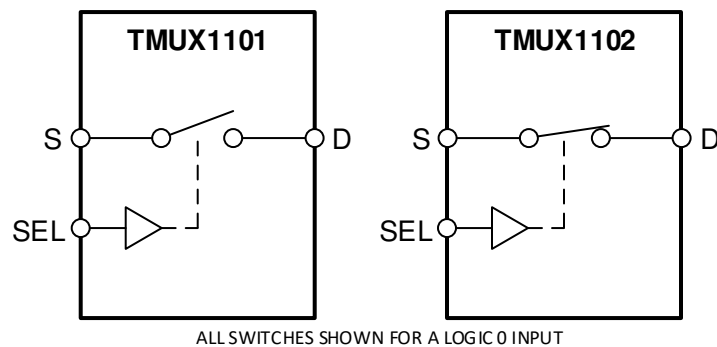 TMUX1101
S
D
SEL
TMUX1102
S
D
SEL
ALL SWITCHES SHOWN FOR A LOGIC 0 INPUT